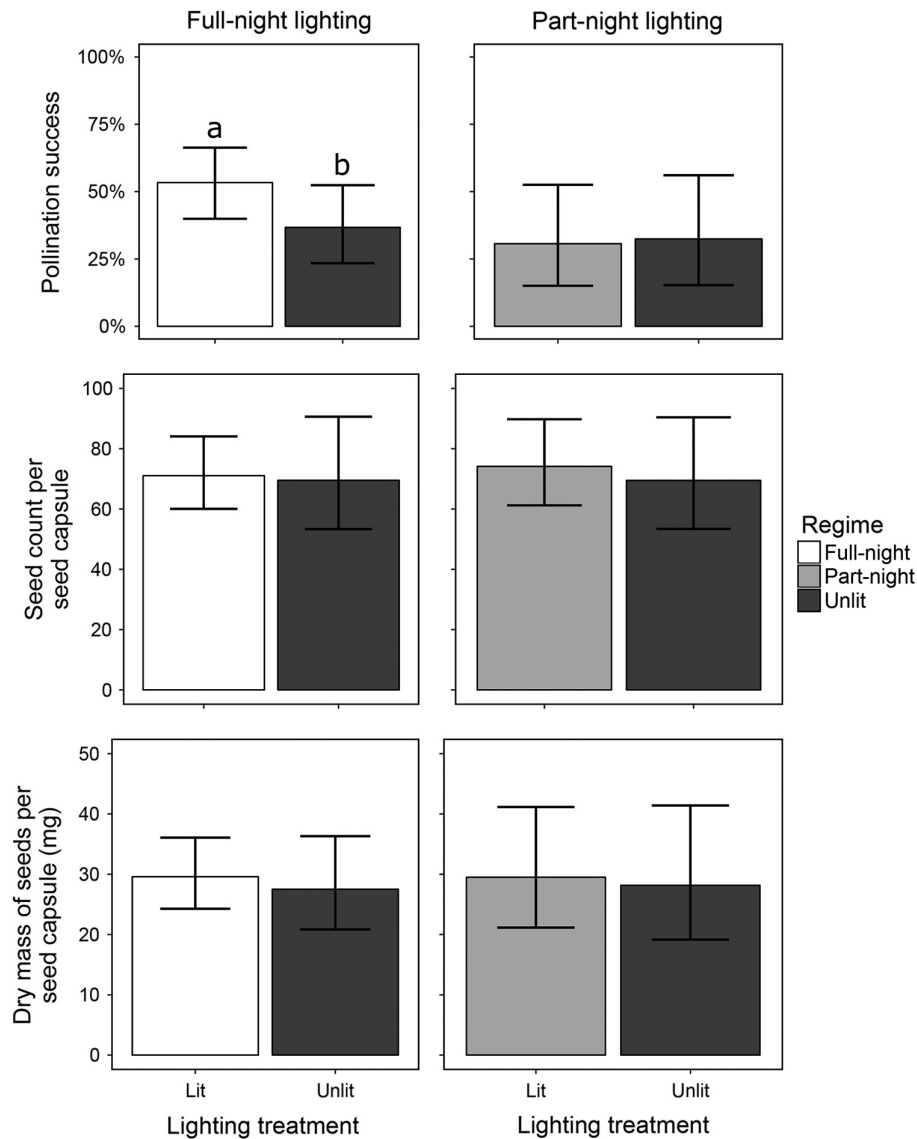 Full-night lighting
Part-night lighting
Pollination success
100%
75%
50%
25%
0%
a
b
Seed count per
seed capsule
100
80
60
40
20
0
Regime
Full-night
Part-night
Unlit
Dry mass of seeds per
seed capsule (mg)
50
40
30
20
10
0
Lit
Unlit
Lit
Unlit
Lighting treatment
Lighting treatment